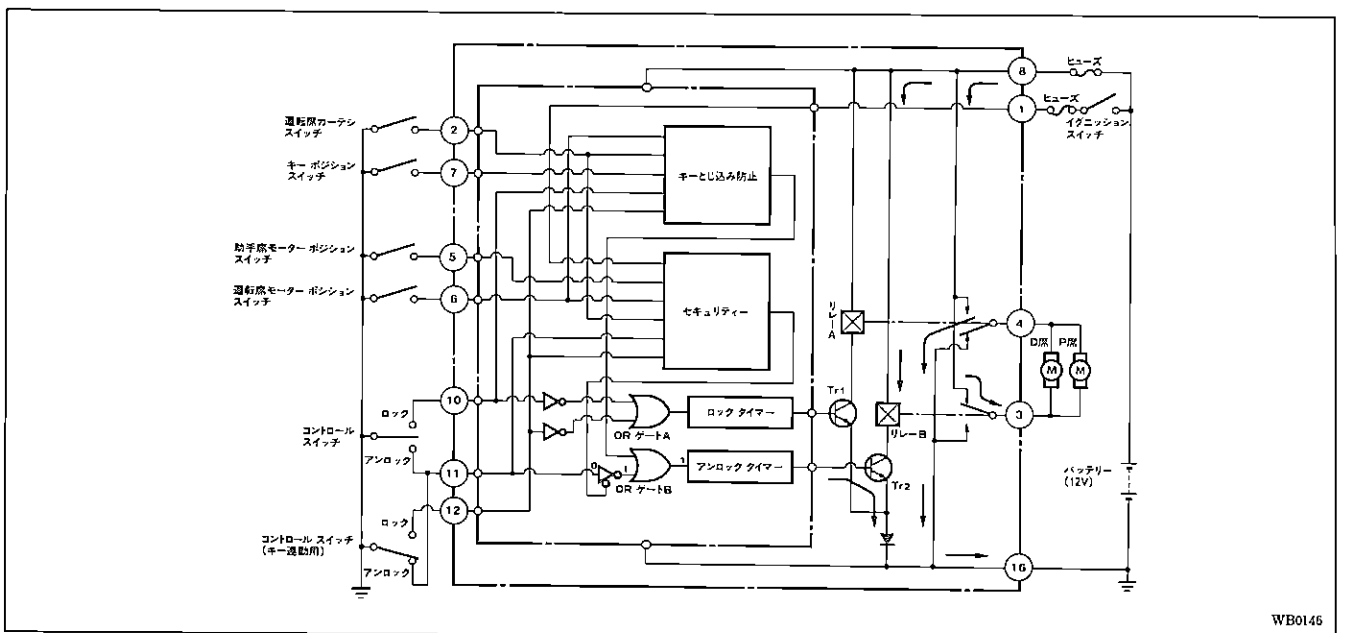 ヒューズ
8
ヒューズ
1
イグニッション
スイッチ
運転席カーテシ
スイッチ
2
キー ポジション
スイッチ
7
キーとじ込み防止
助手席モーター ポジション
スイッチ
5
運転席モーター ポジション
スイッチ
6
セキュリティー
リレーA
4
D席
P席
M
M
Tr1
3
リレーB
10
ロック
コントロール
スイッチ
アンロック
11
OR ゲートA
ロック タイマー
0
1
1
OR ゲートB
アンロック タイマー
Tr2
バッテリー
(12V)
12
ロック
コントロール スイッチ
(キー連動用)
アンロック
16
WB0146